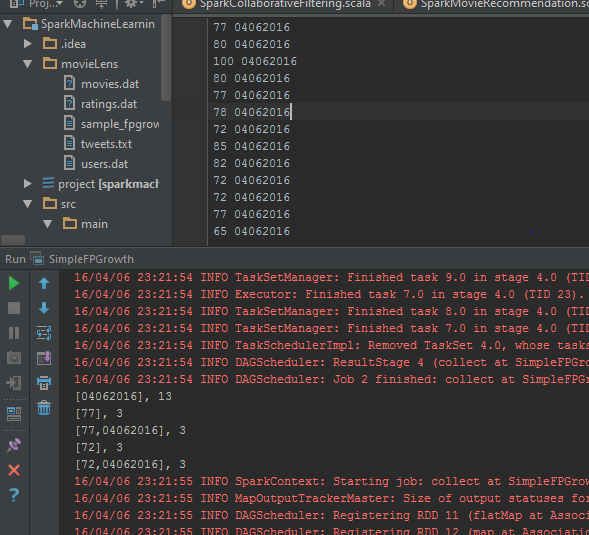 Proj...
SparkCollaborativeFiltering.scala
SparkMovieRecommendation.sc
SparkMachineLearnin
.idea
movieLens
movies.dat
ratings.dat
sample_fpgrow
tweets.txt
users.dat
project [sparkmach
src
main
77 04062016
80 04062016
100 04062016
80 04062016
77 04062016
78 04062016
72 04062016
85 04062016
82 04062016
72 04062016
72 04062016
77 04062016
65 04062016
Run SimpleFPGrowth
16/04/06 23:21:54 INFO TaskSetManager: Finished task 9.0 in stage 4.0 (TID
16/04/06 23:21:54 INFO Executor: Finished task 7.0 in stage 4.0 (TID 23).
16/04/06 23:21:54 INFO TaskSetManager: Finished task 8.0 in stage 4.0 (TID
16/04/06 23:21:54 INFO TaskSetManager: Finished task 7.0 in stage 4.0 (TID
16/04/06 23:21:54 INFO TaskSchedulerImpl: Removed TaskSet 4.0, whose tasks
16/04/06 23:21:54 INFO DAGScheduler: ResultStage 4 (collect at SimpleFPGro
16/04/06 23:21:54 INFO DAGScheduler: Job 2 finished: collect at SimpleFPGr
[04062016], 13
[77], 3
[77,04062016], 3
[72], 3
[72,04062016], 3
16/04/06 23:21:55 INFO SparkContext: Starting job: collect at SimpleFPGrow
16/04/06 23:21:55 INFO MapOutputTrackerMaster: Size of output statuses for
16/04/06 23:21:55 INFO DAGScheduler: Registering RDD 11 (flatMap at Associ
16/04/06 23:21:55 INFO DAGScheduler: Registering RDD 12 (map at Associatio